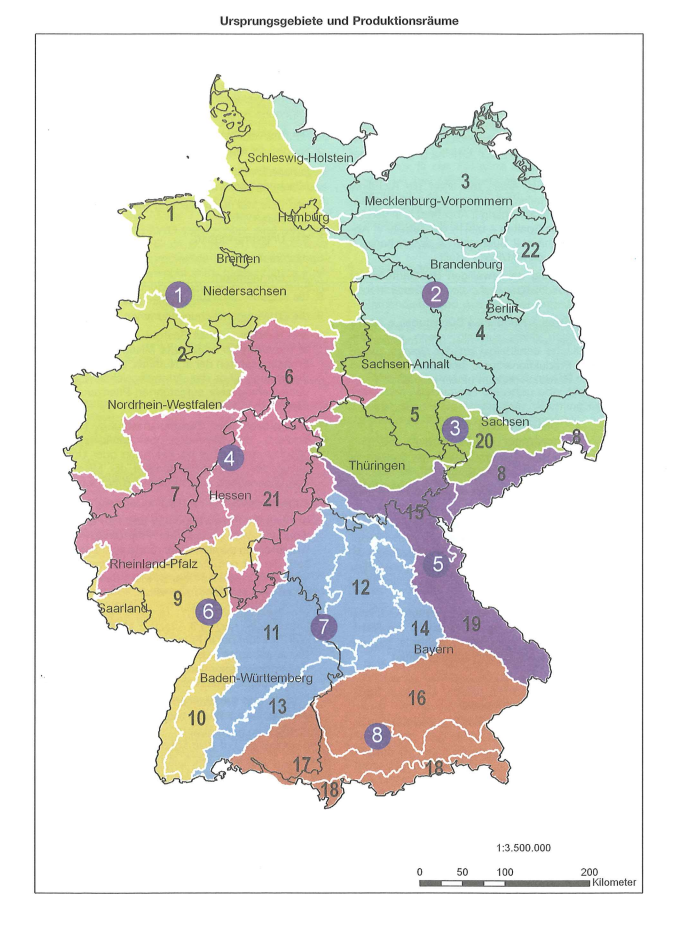 Ursprungsgebiete und Produktionsräume
Schleswig-Holstein
3
Mecklenburg-Vorpommern
1
Hamburg
22
Bremen
Brandenburg
1
Niedersachsen
2
Berlin
4
2
Sachsen-Anhalt
6
Nordrhein-Westfalen
5
Sachsen
3
20
8
4
Thüringen
8
7
Hessen
21
15
Rheinland-Pfalz
5
12
Saarland
9
6
11
7
14
19
Bayern
Baden-Württemberg
16
10
13
8
17
18
18
1:3.500.000
0 50 100 200
Kilometer